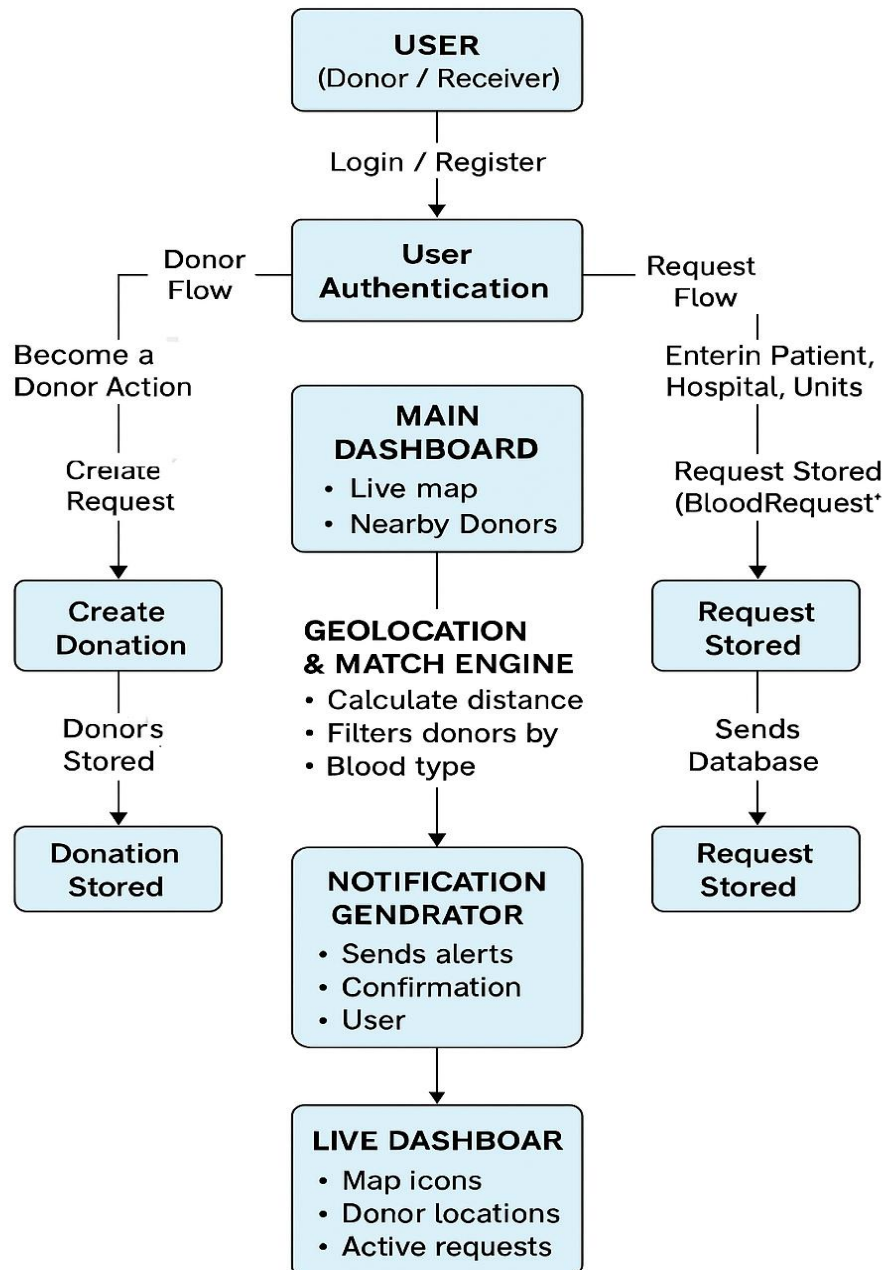 USER
(Donor / Receiver)
Login / Register
User
Authentication
Donor
Flow
Request
Flow
Become a
Donor Action
Enterin Patient,
Hospital, Units
MAIN
DASHBOARD
• Live map
• Nearby Donors
Crelate
Request
Request Stored
(BloodRequest⁺
Create
Donation
Request
Stored
GEOLOCATION
& MATCH ENGINE
• Calculate distance
• Filters donors by
• Blood type
Donors
Stored
Sends
Database
Donation
Stored
Request
Stored
NOTIFICATION
GENDRATOR
• Sends alerts
• Confirmation
• User
LIVE DASHBOAR
• Map icons
• Donor locations
• Active requests